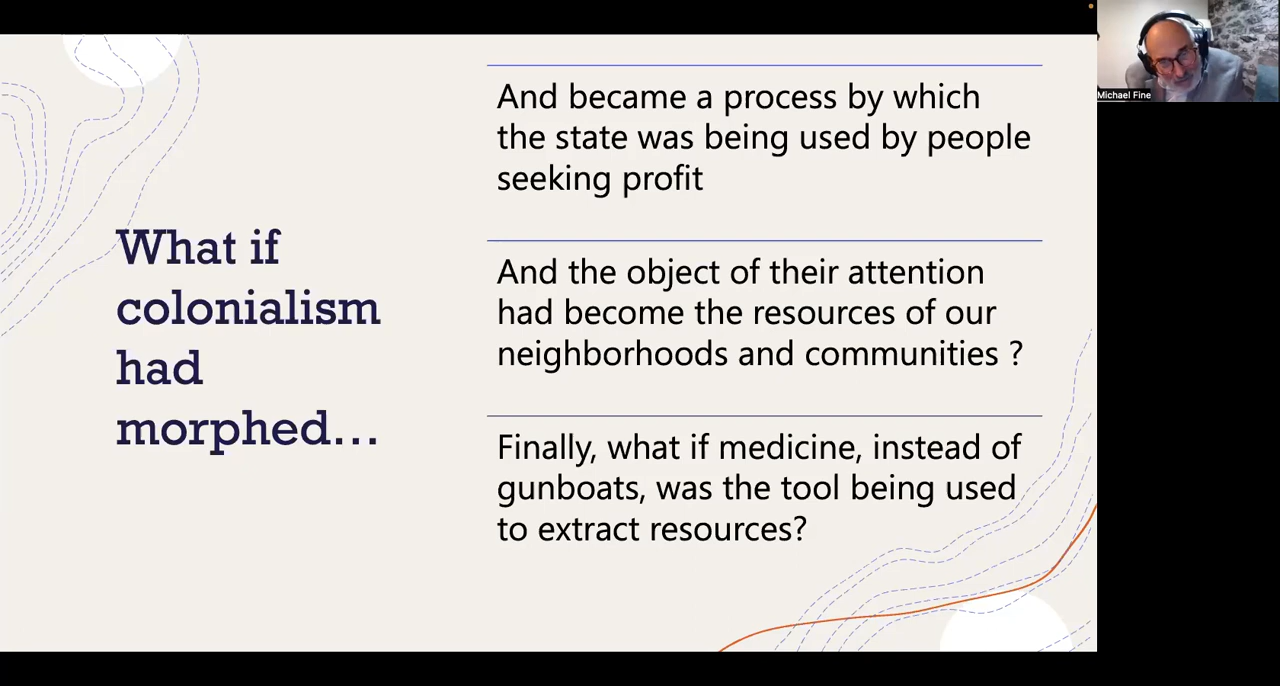 What if
colonialism
had
morphed...
And became a process by which
the state was being used by people
seeking profit
And the object of their attention
had become the resources of our
neighborhoods and communities ?
Finally, what if medicine, instead of
gunboats, was the tool being used
to extract resources?
Michael Fine